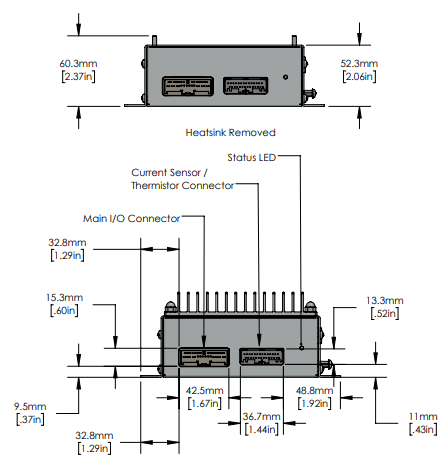 60.3mm
[2.37in]
52.3mm
[2.06in]
Heatsink Removed
Status LED
Current Sensor /
Thermistor Connector
Main I/O Connector
32.8mm
[1.29in]
15.3mm
[.60in]
13.3mm
[.52in]
9.5mm
[.37in]
42.5mm
[1.67in]
48.8mm
[1.92in]
36.7mm
[1.44in]
11mm
[.43in]
32.8mm
[1.29in]